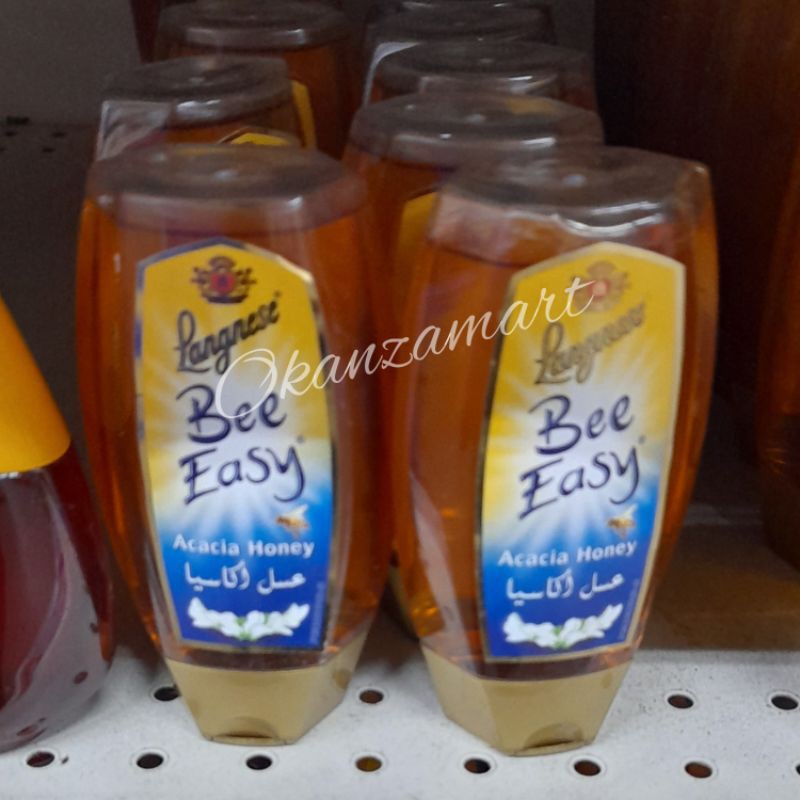 Langnese
Bee
Easy
Acacia Honey
عسل أكاسيا
Langnese
Bee
Easy
Acacia Honey
عسل أكاسيا
Okanzamart